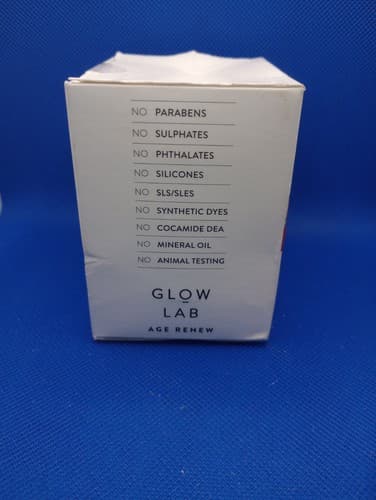 NO PARABENS
NO SULPHATES
NO PHTHALATES
NO SILICONES
NO SLS/SLES
NO SYNTHETIC DYES
NO COCAMIDE DEA
NO MINERAL OIL
NO ANIMAL TESTING
GLOW
LAB
AGE RENEW